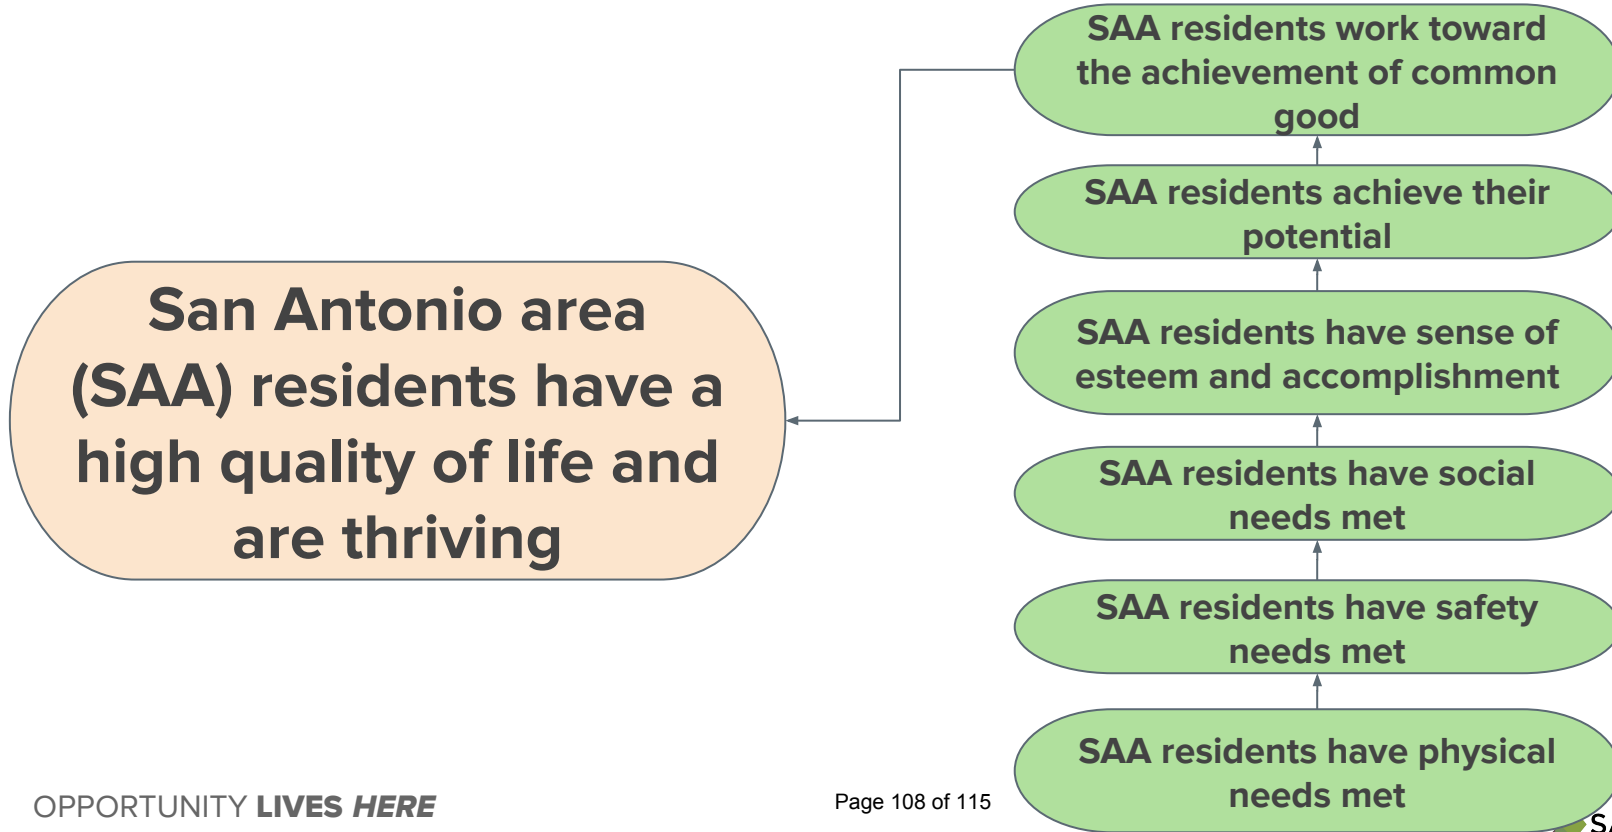 SAA residents work toward
the achievement of common
good
SAA residents achieve their
potential
SAA residents have sense of
esteem and accomplishment
San Antonio area
(SAA) residents have a
high quality of life and
are thriving
SAA residents have social
needs met
SAA residents have safety
needs met
SAA residents have physical
needs met
OPPORTUNITY LIVES HERE
Page 108 of 115